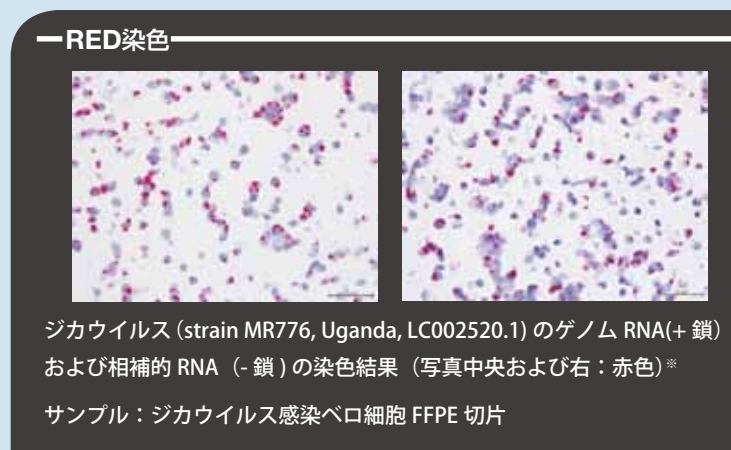 RED染色
ジカウイルス（strain MR776, Uganda, LC002520.1) のゲノム RNA(+ 鎖）
および相補的 RNA（- 鎖 ) の染色結果（写真中央および右：赤色）※
サンプル：ジカウイルス感染ベロ細胞 FFPE 切片